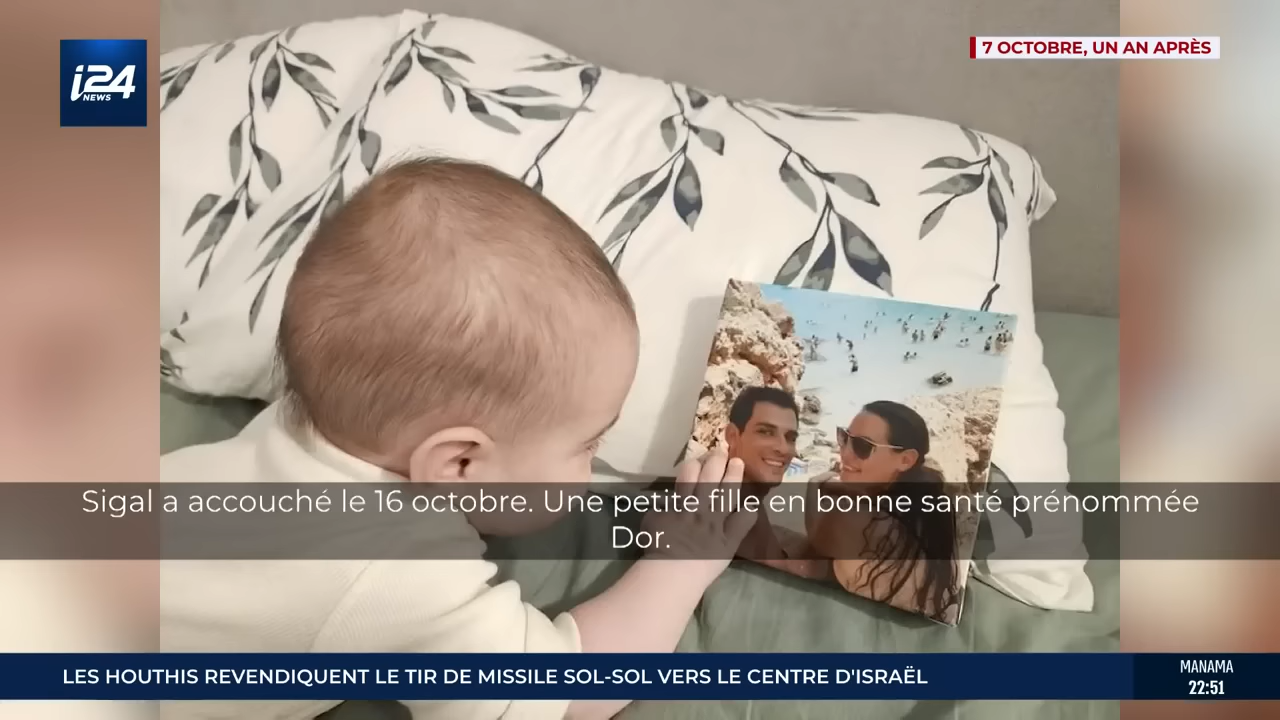 i24
NEWS
7 OCTOBRE, UN AN APRÈS
Sigal a accouché le 16 octobre. Une petite fille en bonne santé prénommée
Dor.
LES HOUTHIS REVENDIQUENT LE TIR DE MISSILE SOL-SOL VERS LE CENTRE D'ISRAËL
MANAMA
22:51